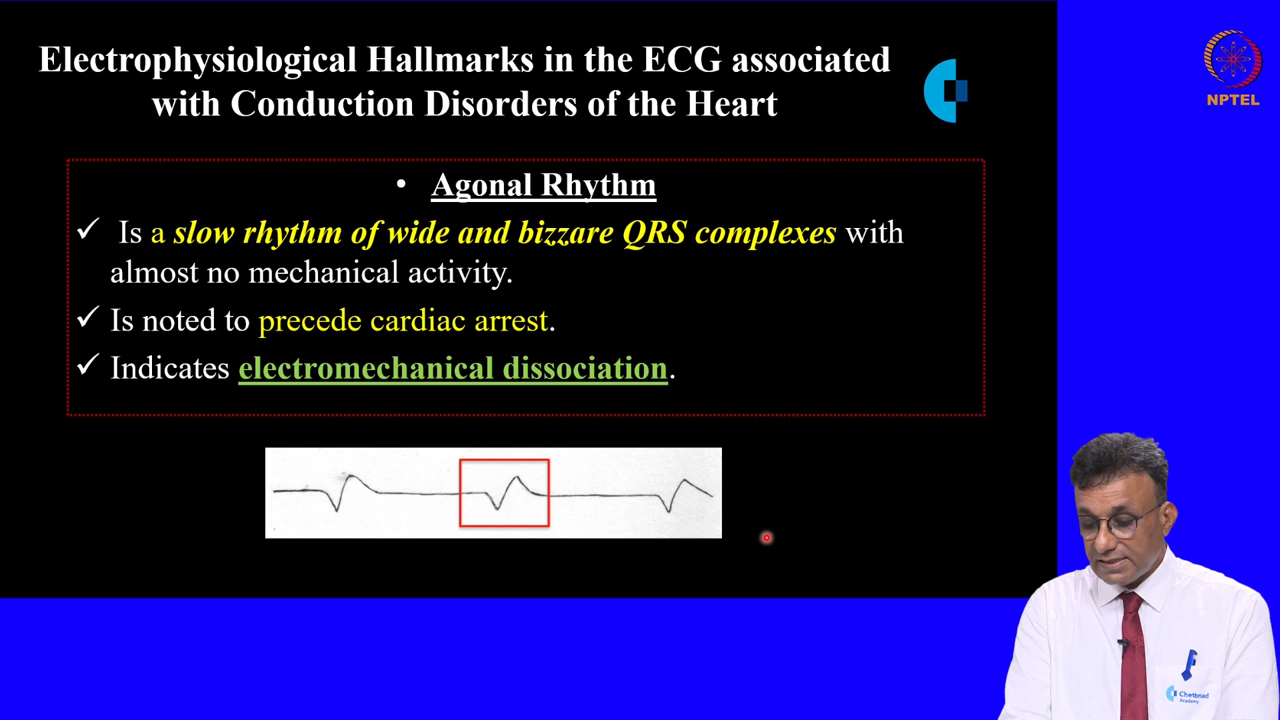 Electrophysiological Hallmarks in the ECG associated
with Conduction Disorders of the Heart
NPTEL
• Agonal Rhythm
✓ Is a slow rhythm of wide and bizzare QRS complexes with
almost no mechanical activity.
✓ Is noted to precede cardiac arrest.
✓ Indicates electromechanical dissociation.
Chettinad
Academy